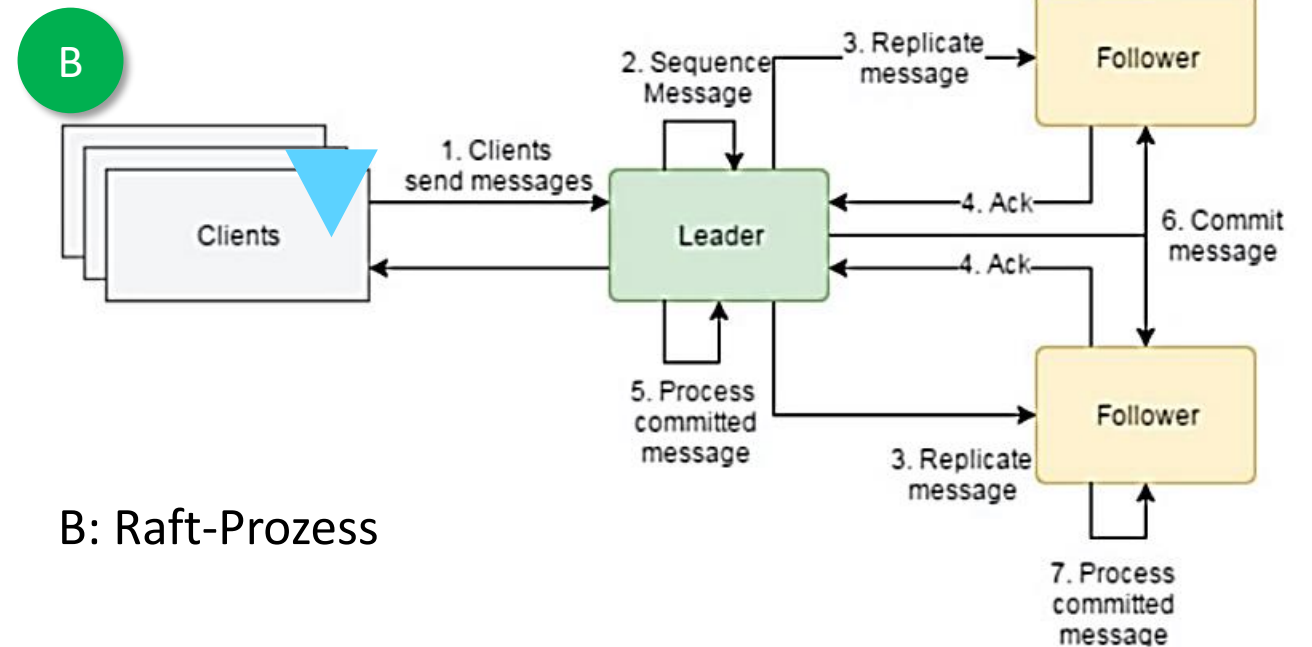 B
3. Replicate
message
Follower
2. Sequence
Message
1. Clients
send messages
4. Ack
Clients
Leader
6. Commit
message
4. Ack
5. Process
committed
message
Follower
3. Replicate
message
B: Raft-Prozess
7. Process
committed
message